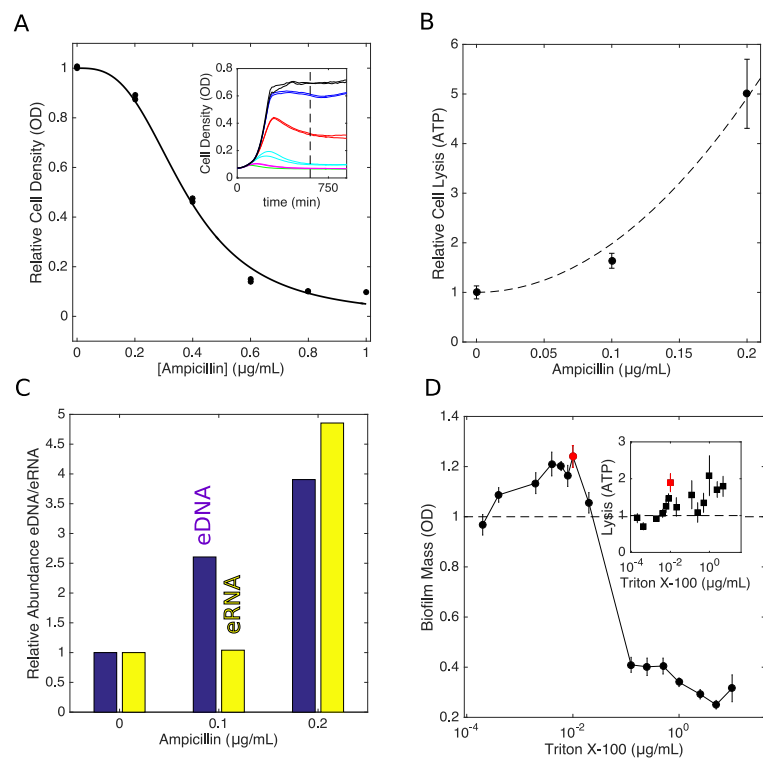 A
Relative Cell Density (OD)
1
0.8
0.6
0.4
0.2
0
0 0.2 0.4 0.6 0.8 1
[Ampicillin] (µg/mL)
Cell Density (OD)
0.8
0.6
0.4
0.2
0
0 750
time (min)
B
Relative Cell Lysis (ATP)
6
5
4
3
2
1
0
0 0.05 0.1 0.15 0.2
Ampicillin (µg/mL)
C
Relative Abundance eDNA/eRNA
5
4.5
4
3.5
3
2.5
2
1.5
1
0.5
0
eDNA
eRNA
0 0.1 0.2
Ampicillin (µg/mL)
D
Biofilm Mass (OD)
1.4
1.2
1
0.8
0.6
0.4
0.2
10⁻⁴ 10⁻² 10⁰
Triton X-100 (µg/mL)
Lysis (ATP)
3
2
1
0
10⁻⁴ 10⁻² 10⁰
Triton X-100 (µg/mL)